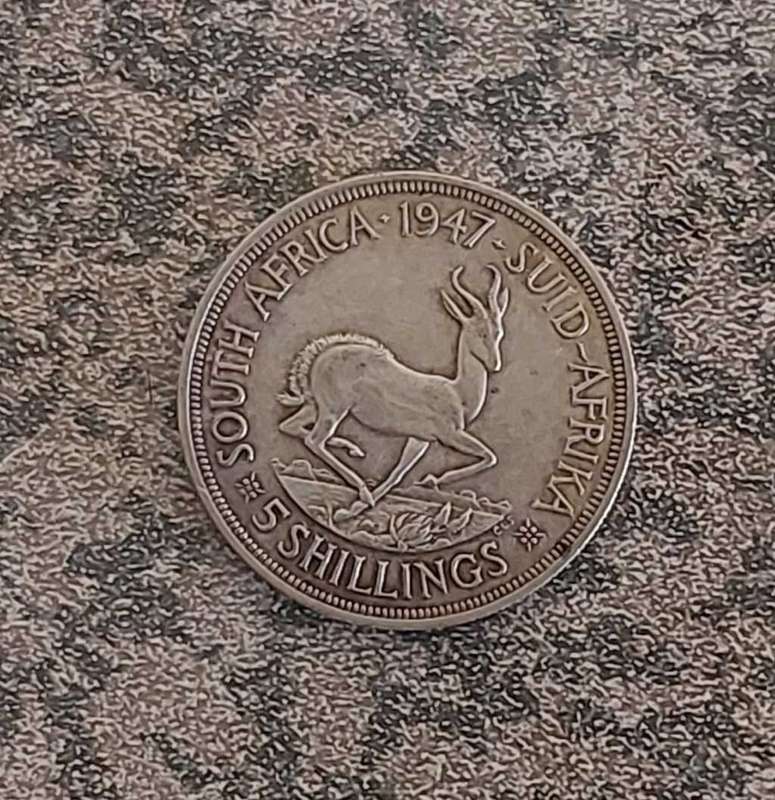 SOUTH AFRICA · 1947 · SUID-AFRIKA
5 SHILLINGS